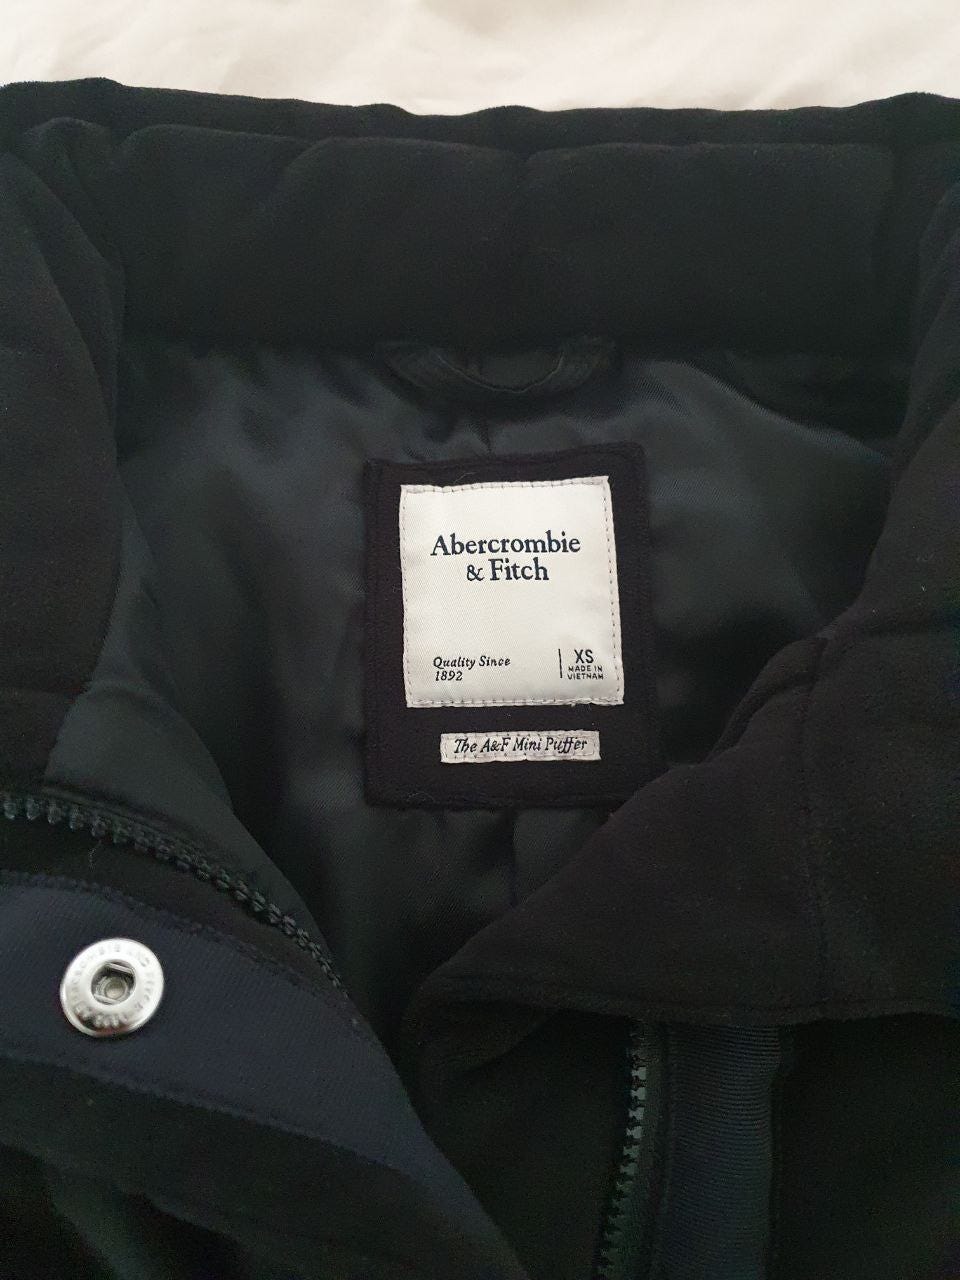 Abercrombie
& Fitch
Quality Since
1892
XS
MADE IN
VIETNAM
The A&F Mini Puffer